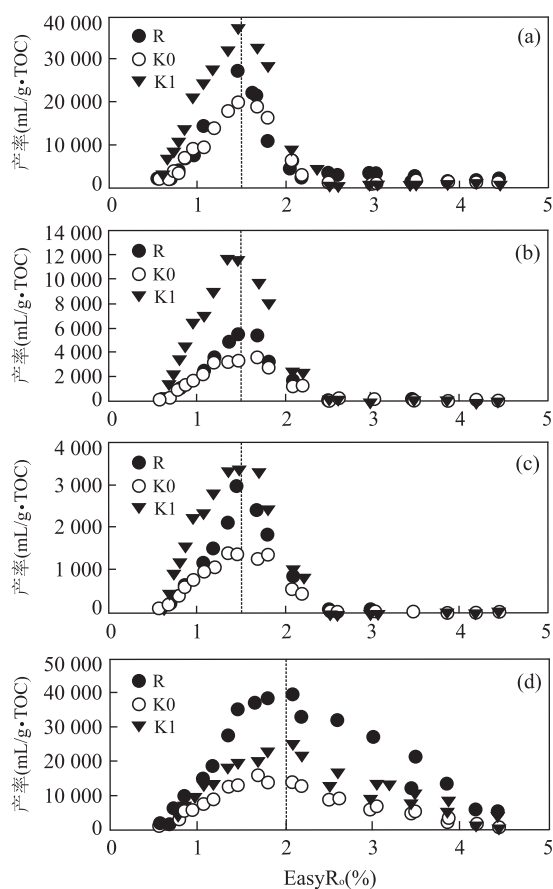 40 000
30 000
20 000
10 000
0
产率(mL/g•TOC)
R
K0
K1
(a)
0 1 2 3 4 5
14 000
12 000
10 000
8 000
6 000
4 000
2 000
0
产率(mL/g•TOC)
R
K0
K1
(b)
0 1 2 3 4 5
4 000
3 000
2 000
1 000
0
产率(mL/g•TOC)
R
K0
K1
(c)
0 1 2 3 4 5
50 000
40 000
30 000
20 000
10 000
0
产率(mL/g•TOC)
R
K0
K1
(d)
0 1 2 3 4 5
EasyRₒ(%)